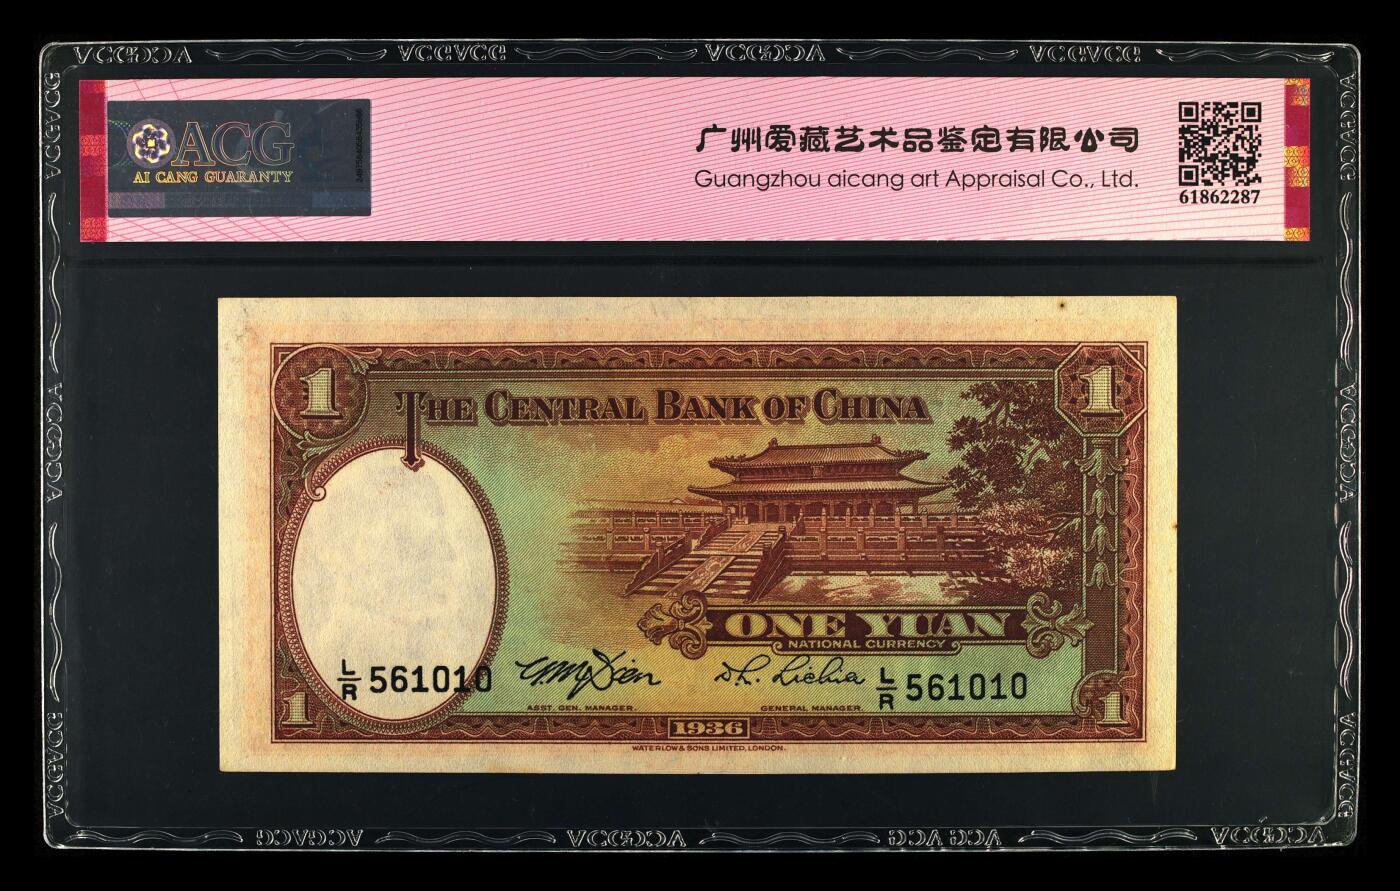 ACG
AI CANG GUARANTY
广州爱藏艺术品鉴定有限公司
Guangzhou aicang art Appraisal Co., Ltd.
61862287
1
THE CENTRAL BANK OF CHINA
1
ONE YUAN
NATIONAL CURRENCY
L/R 561010
L/R 561010
ASST. GEN. MANAGER.
GENERAL MANAGER.
1
1936
1
WATERLOW & SONS LIMITED, LONDON.